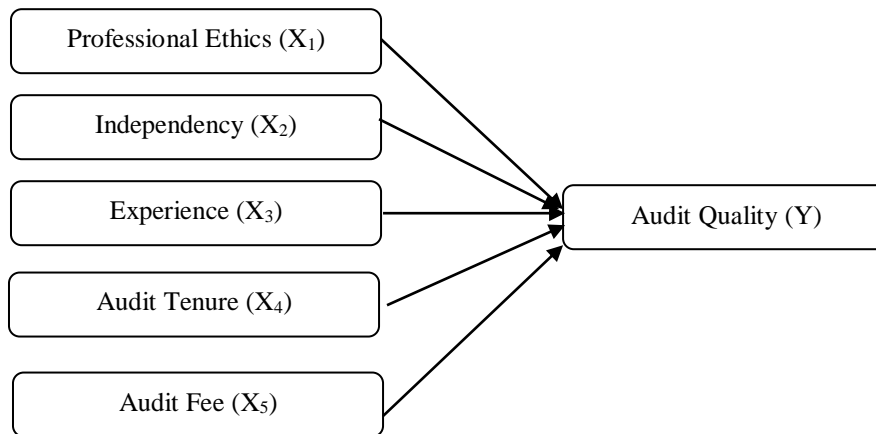 Professional Ethics (X₁)
Independency (X₂)
Experience (X₃)
Audit Quality (Y)
Audit Tenure (X₄)
Audit Fee (X₅)